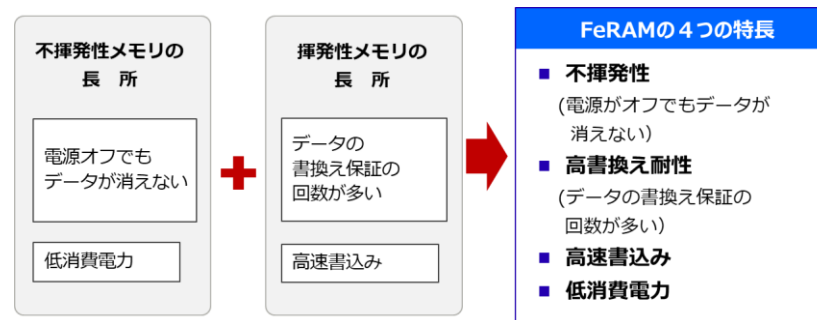 不揮発性メモリの
長　所
電源オフでも
データが消えない
低消費電力
揮発性メモリの
長　所
データの
書換え保証の
回数が多い
高速書込み
FeRAMの４つの特長
■ 不揮発性
(電源がオフでもデータが
消えない）
■ 高書換え耐性
(データの書換え保証の
回数が多い）
■ 高速書込み
■ 低消費電力